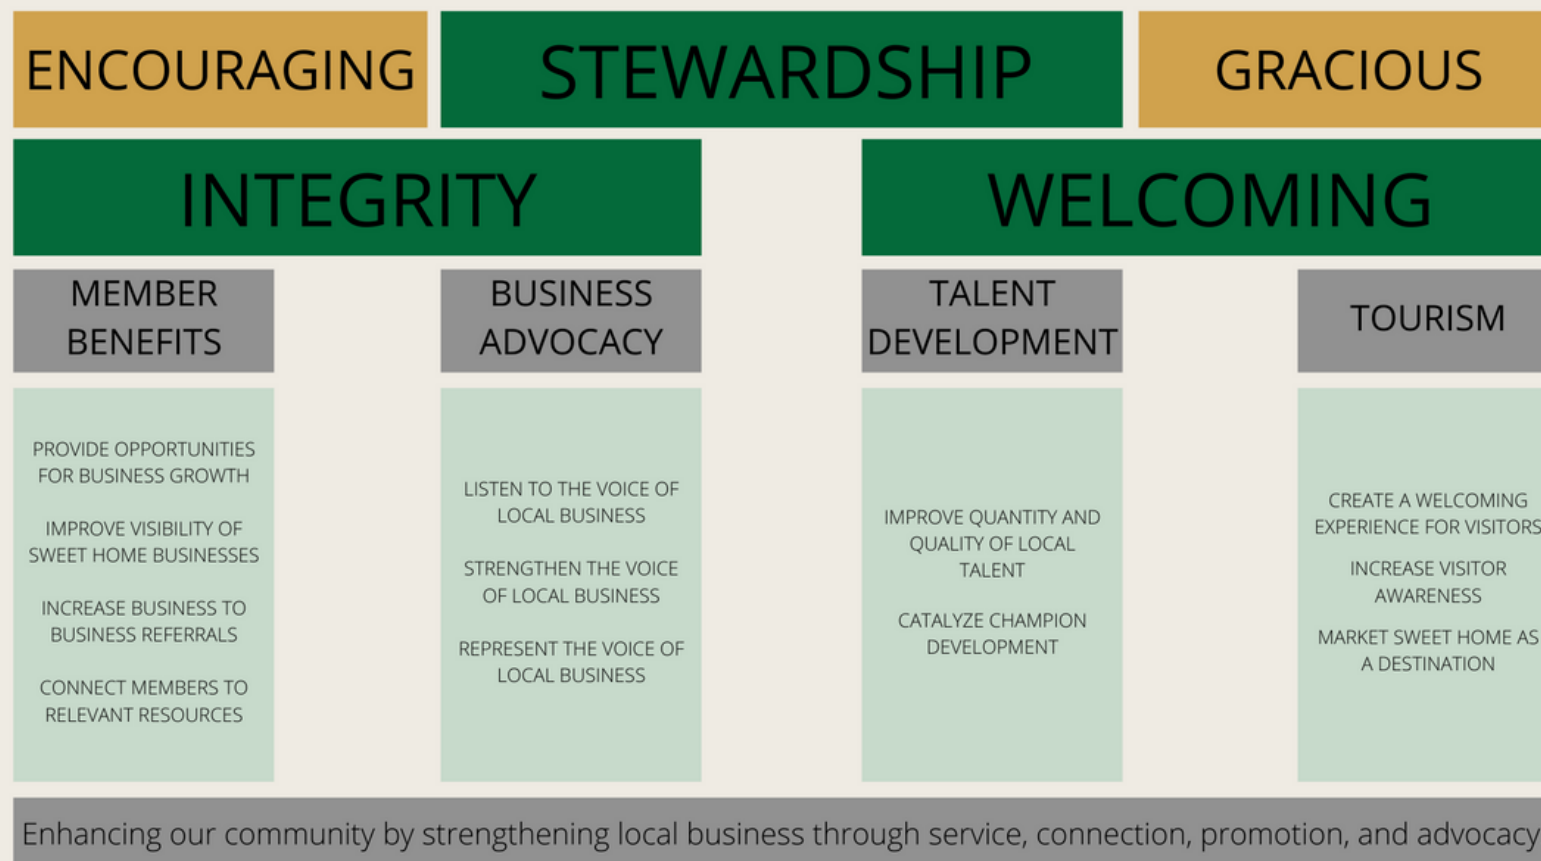 ENCOURAGING
STEWARDSHIP
GRACIOUS
INTEGRITY
WELCOMING
MEMBER
BENEFITS
BUSINESS
ADVOCACY
TALENT
DEVELOPMENT
TOURISM
PROVIDE OPPORTUNITIES
FOR BUSINESS GROWTH
IMPROVE VISIBILITY OF
SWEET HOME BUSINESSES
INCREASE BUSINESS TO
BUSINESS REFERRALS
CONNECT MEMBERS TO
RELEVANT RESOURCES
LISTEN TO THE VOICE OF
LOCAL BUSINESS
STRENGTHEN THE VOICE
OF LOCAL BUSINESS
REPRESENT THE VOICE OF
LOCAL BUSINESS
IMPROVE QUANTITY AND
QUALITY OF LOCAL
TALENT
CATALYZE CHAMPION
DEVELOPMENT
CREATE A WELCOMING
EXPERIENCE FOR VISITORS
INCREASE VISITOR
AWARENESS
MARKET SWEET HOME AS
A DESTINATION
Enhancing our community by strengthening local business through service, connection, promotion, and advocacy